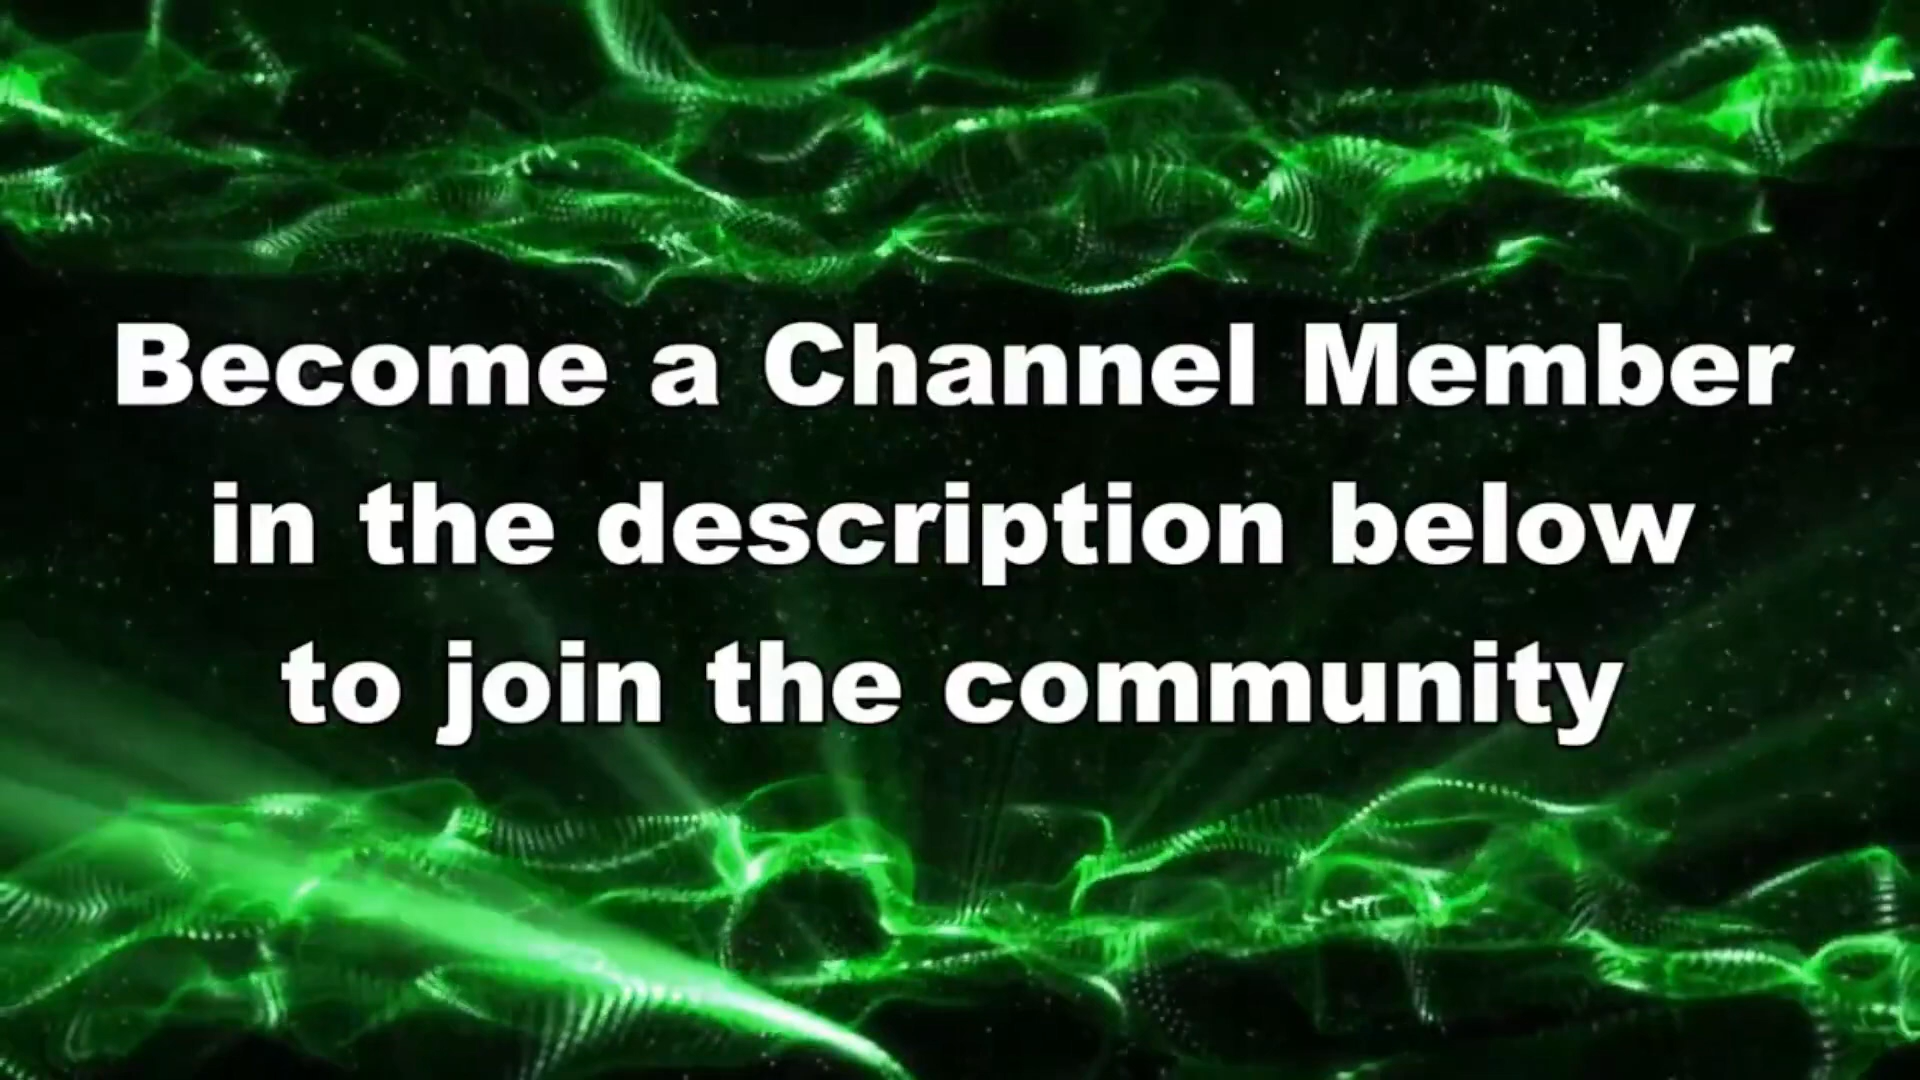 Become a Channel Member
in the description below
to join the community